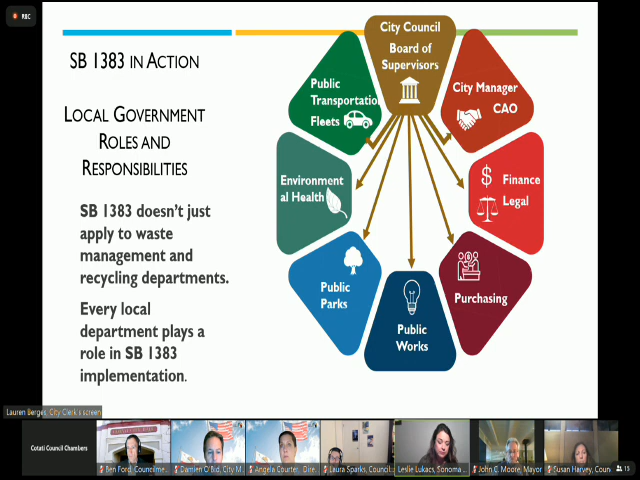 REC
SB 1383 IN ACTION
LOCAL GOVERNMENT
ROLES AND
RESPONSIBILITIES
SB 1383 doesn't just
apply to waste
management and
recycling departments.
Every local
department plays a
role in SB 1383
implementation.
City Council
Board of
Supervisors
City Manager
CAO
Finance
Legal
Purchasing
Public
Works
Public
Parks
Environment
al Health
Public
Transportation
Fleets
Lauren Berges, City Clerk's screen
Cotati Council Chambers
Ben Ford, Councilme...
Damien O'Bid, City M...
Angela Courter, Dire...
Laura Sparks, Council...
Leslie Lukacs, Sonoma ...
John C. Moore, Mayor
Susan Harvey, Counc...
15